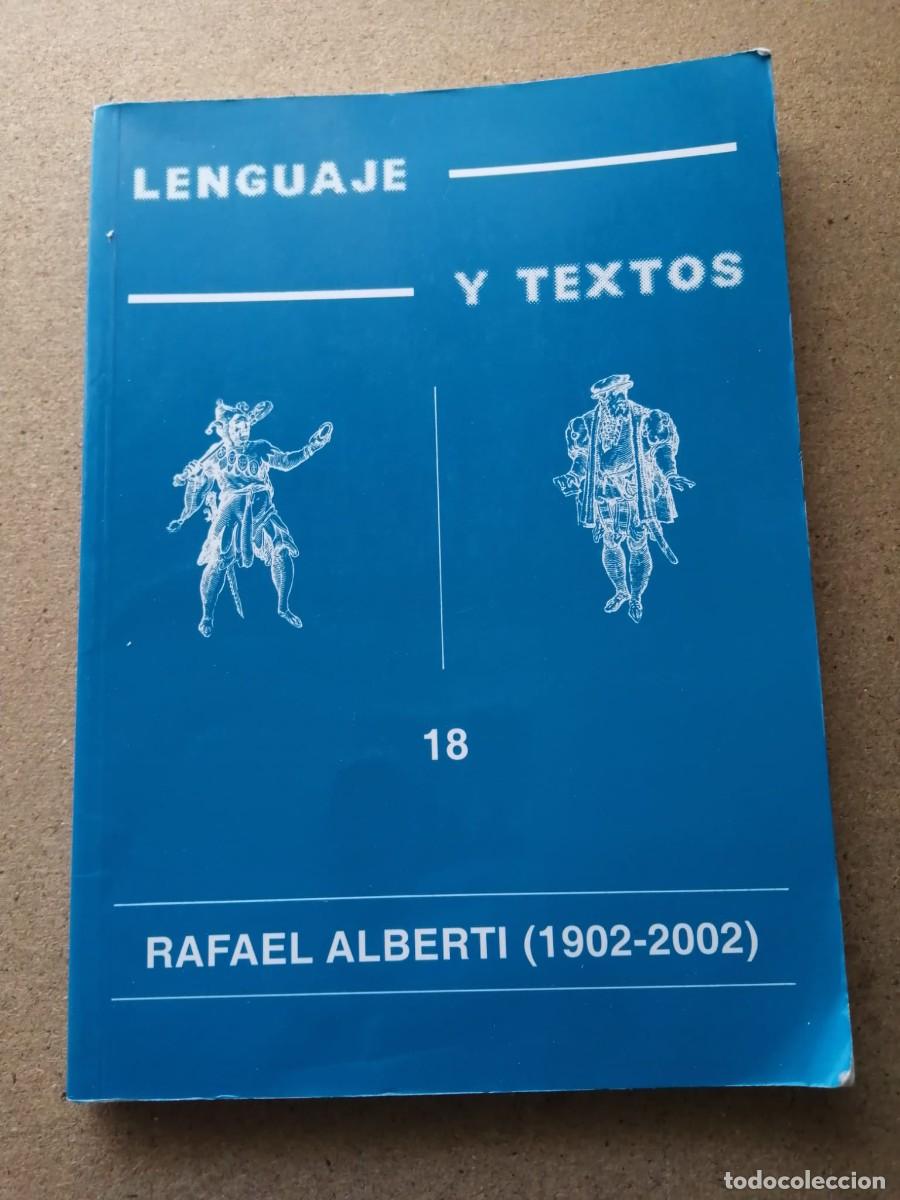 LENGUAJE
Y TEXTOS
18
RAFAEL ALBERTI (1902-2002)
todocoleccion